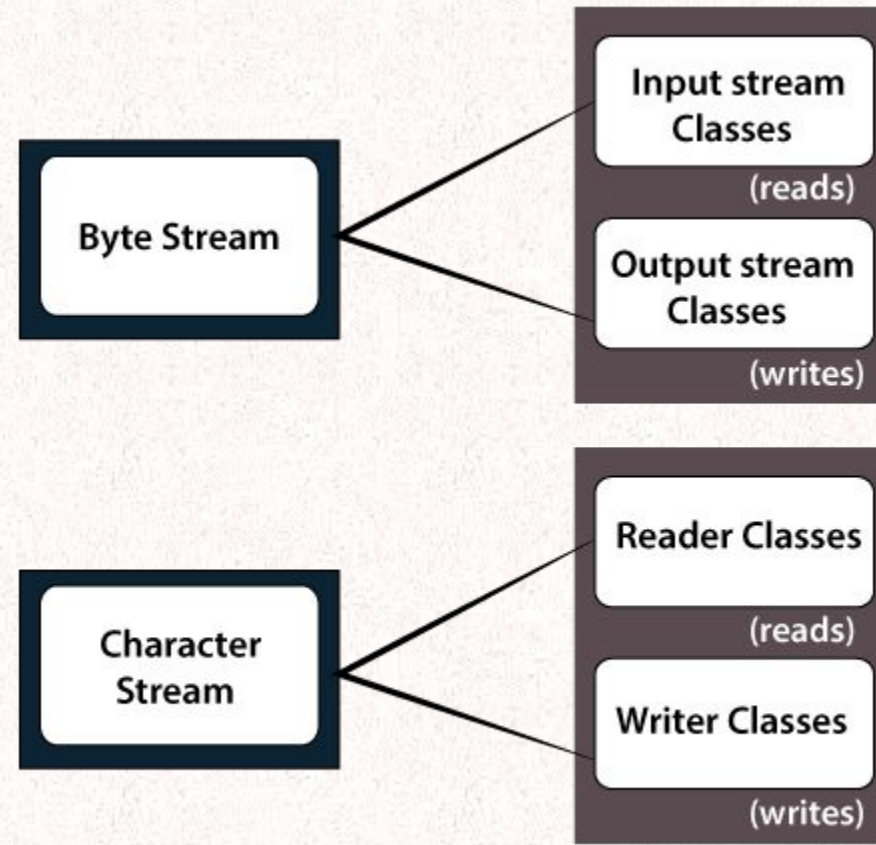 Byte Stream
Input stream
Classes
(reads)
Output stream
Classes
(writes)
Character
Stream
Reader Classes
(reads)
Writer Classes
(writes)